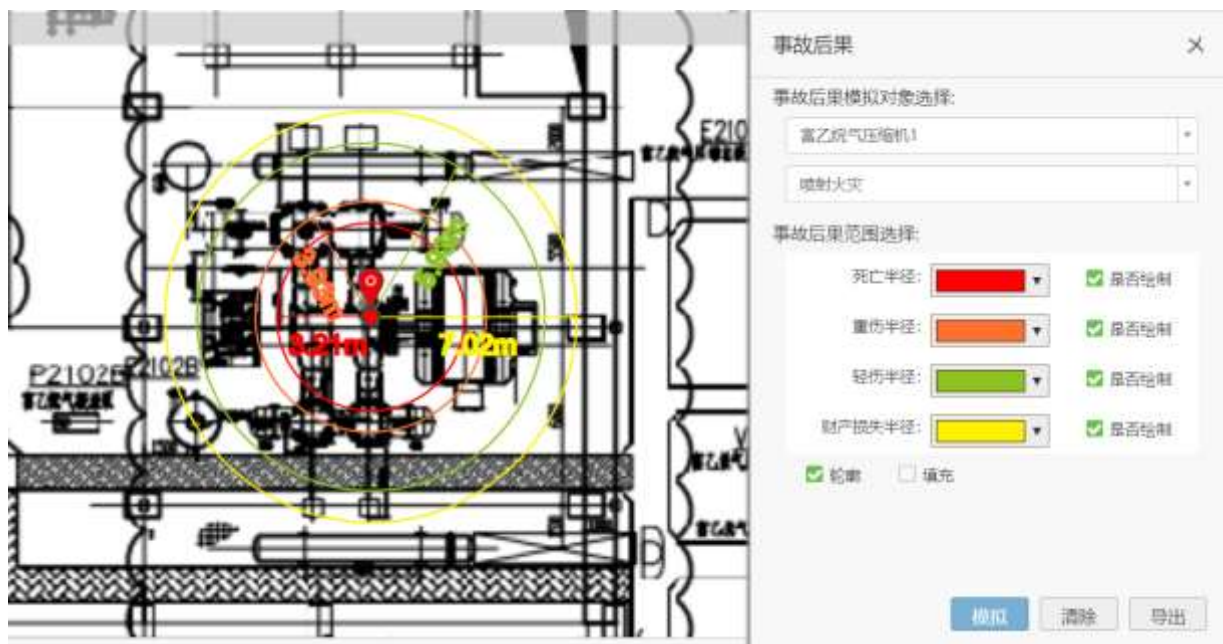 事故后果
事故后果模拟对象选择:
富乙烷气压缩机1
喷射火灾
事故后果范围选择:
死亡半径:
是否绘制
重伤半径:
是否绘制
轻伤半径:
是否绘制
财产损失半径:
是否绘制
轮廓
填充
模拟
清除
导出
E2102B
3.21m
7.02m